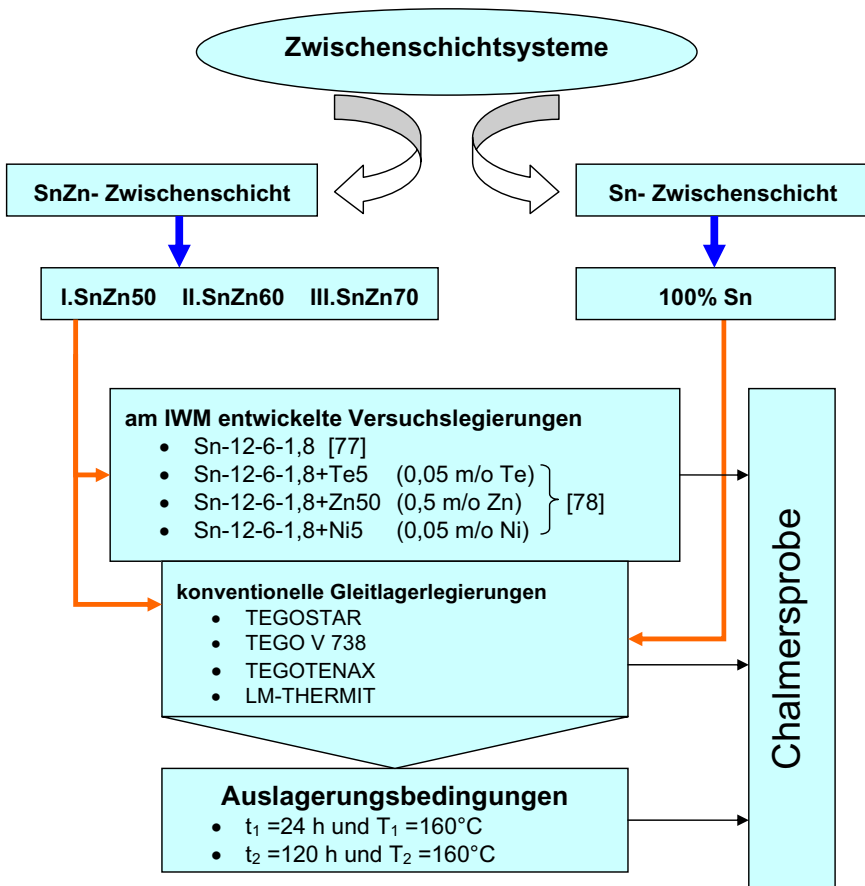 Zwischenschichtsysteme
SnZn- Zwischenschicht
Sn- Zwischenschicht
I.SnZn50 II.SnZn60 III.SnZn70
100% Sn
am IWM entwickelte Versuchslegierungen
• Sn-12-6-1,8 [77]
• Sn-12-6-1,8+Te5 (0,05 m/o Te)
• Sn-12-6-1,8+Zn50 (0,5 m/o Zn) [78]
• Sn-12-6-1,8+Ni5 (0,05 m/o Ni)
konventionelle Gleitlagerlegierungen
• TEGOSTAR
• TEGO V 738
• TEGOTENAX
• LM-THERMIT
Auslagerungsbedingungen
• t₁ =24 h und T₁ =160°C
• t₂ =120 h und T₂ =160°C
Chalmersprobe